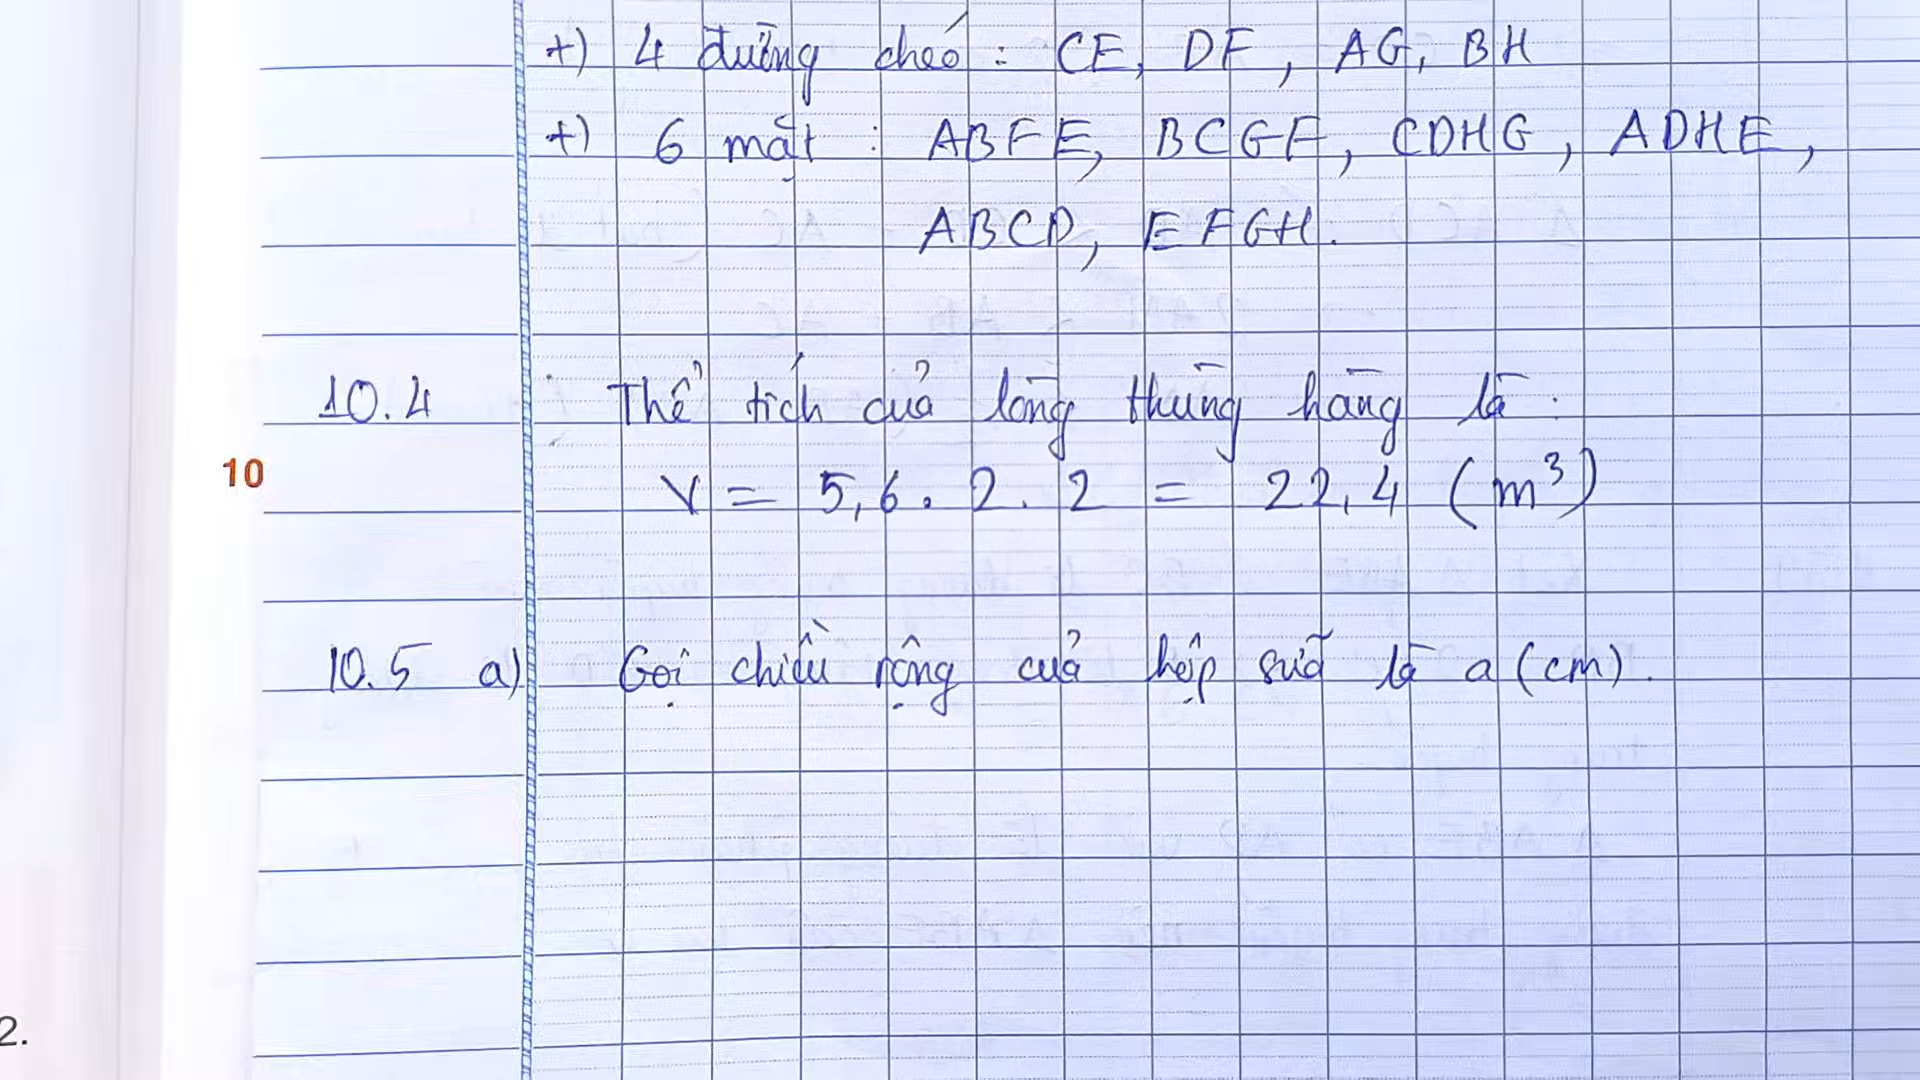 +) 4 đường chéo : CE, DF, AG, BH
+) 6 mặt : ABFE, BCGF, CDHG, ADHE,
ABCD, EFGH.
10.4 Thể tích của lòng thùng hàng là :
10
V = 5,6 . 2 . 2 = 22,4 (m³)
10.5 a) Gọi chiều rộng của hộp sữa là a (cm).
2.